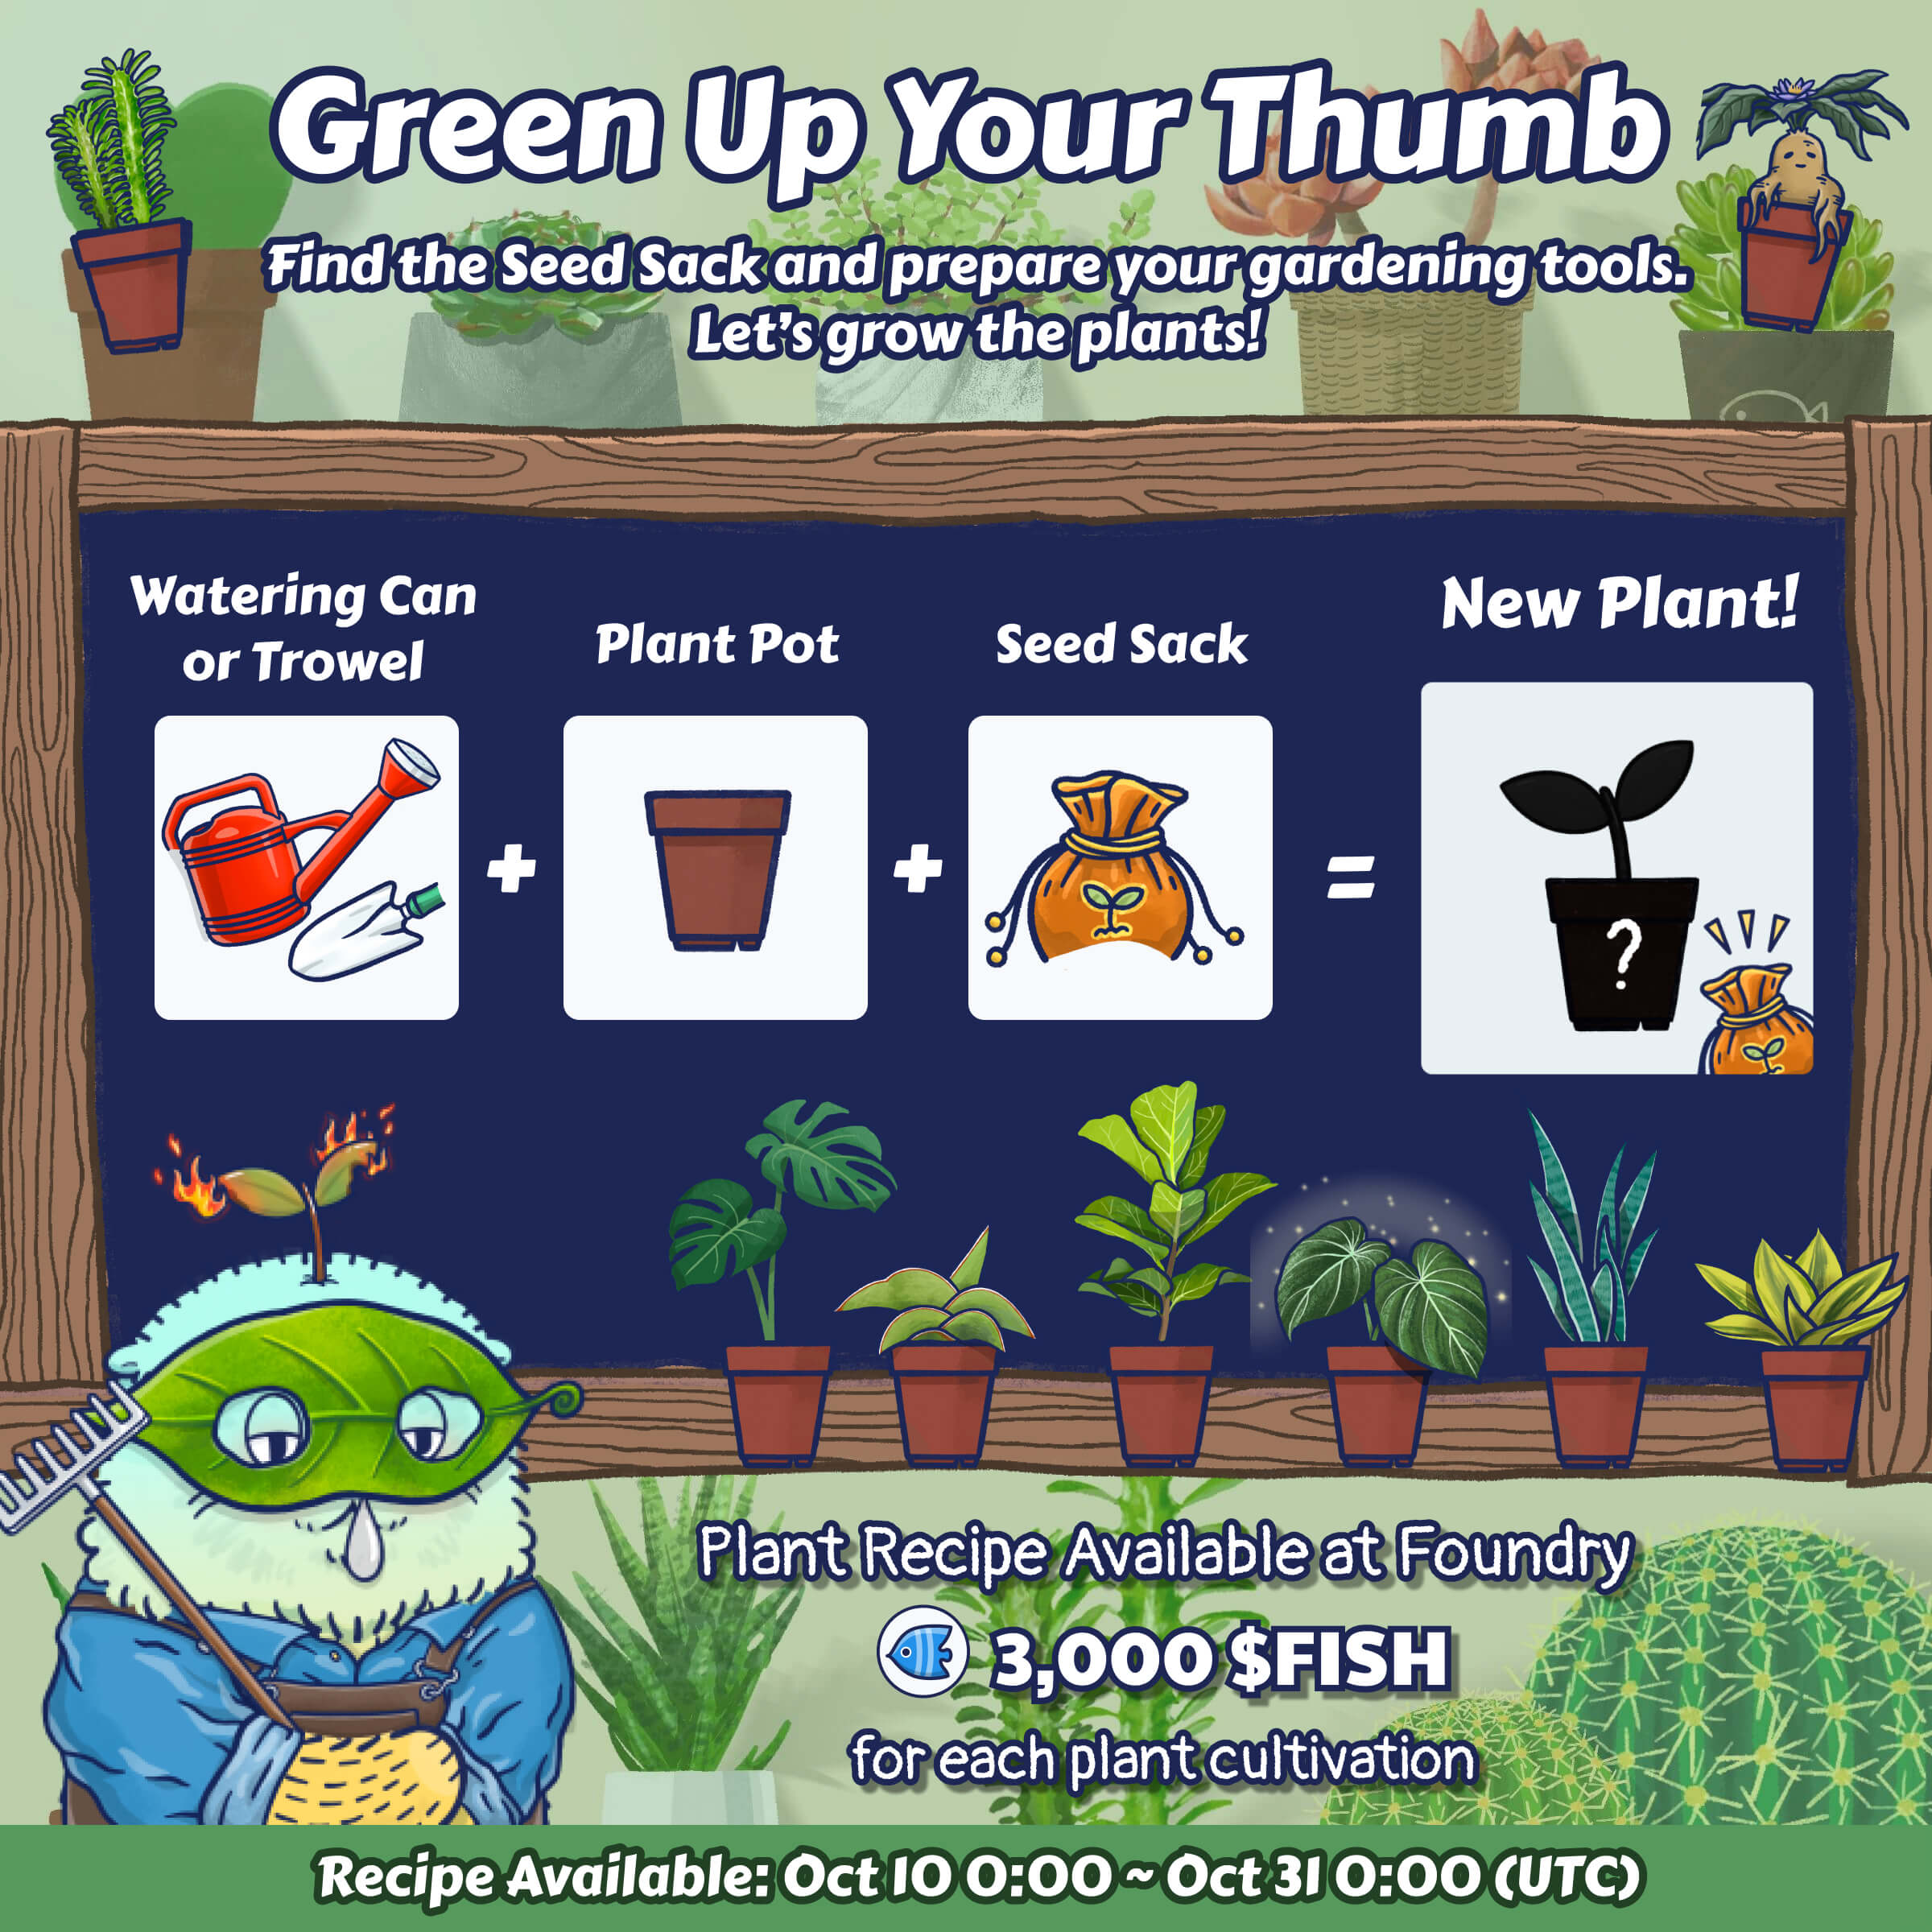 Green Up Your Thumb
Find the Seed Sack and prepare your gardening tools.
Let's grow the plants!
Watering Can
or Trowel
+
Plant Pot
+
Seed Sack
=
New Plant!
?
Plant Recipe Available at Foundry
3,000 $FISH
for each plant cultivation
Recipe Available: Oct 10 0:00 ~ Oct 31 0:00 (UTC)